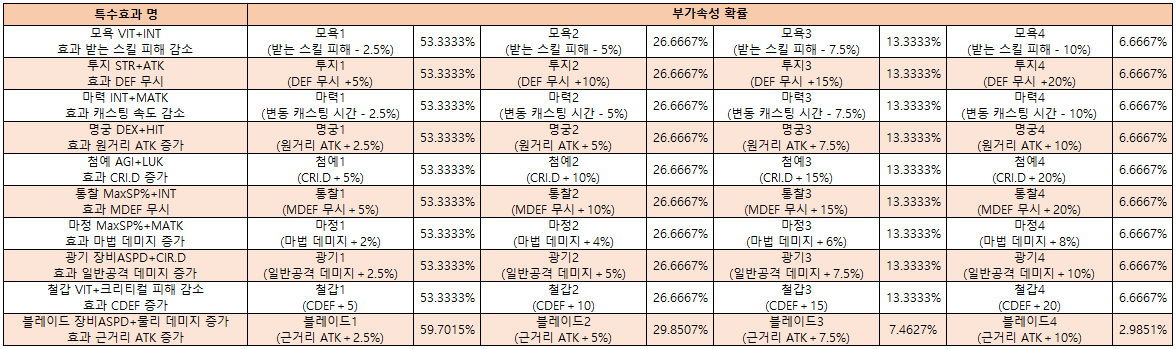 특수효과 명 부가속성 확률
모욕 VIT+INT 모욕1 모욕2 모욕3 모욕4
효과 받는 스킬 피해 감소 (받는 스킬 피해 - 2.5%) 53.3333% (받는 스킬 피해 - 5%) 26.6667% (받는 스킬 피해 - 7.5%) 13.3333% (받는 스킬 피해 - 10%) 6.6667%
투지 STR+ATK 투지1 투지2 투지3 투지4
효과 DEF 무시 (DEF 무시 +5%) 53.3333% (DEF 무시 +10%) 26.6667% (DEF 무시 +15%) 13.3333% (DEF 무시 +20%) 6.6667%
마력 INT+MATK 마력1 마력2 마력3 마력4
효과 캐스팅 속도 감소 (변동 캐스팅 시간 - 2.5%) 53.3333% (변동 캐스팅 시간 - 5%) 26.6667% (변동 캐스팅 시간 - 7.5%) 13.3333% (변동 캐스팅 시간 - 10%) 6.6667%
명궁 DEX+HIT 명궁1 명궁2 명궁3 명궁4
효과 원거리 ATK 증가 (원거리 ATK + 2.5%) 53.3333% (원거리 ATK + 5%) 26.6667% (원거리 ATK + 7.5%) 13.3333% (원거리 ATK + 10%) 6.6667%
첨예 AGI+LUK 첨예1 첨예2 첨예3 첨예4
효과 CRI.D 증가 (CRI.D + 5%) 53.3333% (CRI.D + 10%) 26.6667% (CRI.D + 15%) 13.3333% (CRI.D + 20%) 6.6667%
통찰 MaxSP%+INT 통찰1 통찰2 통찰3 통찰4
효과 MDEF 무시 (MDEF 무시 + 5%) 53.3333% (MDEF 무시 + 10%) 26.6667% (MDEF 무시 + 15%) 13.3333% (MDEF 무시 + 20%) 6.6667%
마정 MaxSP%+MATK 마정1 마정2 마정3 마정4
효과 마법 데미지 증가 (마법 데미지 + 2%) 53.3333% (마법 데미지 + 4%) 26.6667% (마법 데미지 + 6%) 13.3333% (마법 데미지 + 8%) 6.6667%
광기 장비ASPD+CIR.D 광기1 광기2 광기3 광기4
효과 일반공격 데미지 증가 (일반공격 데미지 + 2.5%) 53.3333% (일반공격 데미지 + 5%) 26.6667% (일반공격 데미지 + 7.5%) 13.3333% (일반공격 데미지 + 10%) 6.6667%
철갑 VIT+크리티컬 피해 감소 철갑1 철갑2 철갑3 철갑4
효과 CDEF 증가 (CDEF + 5) 53.3333% (CDEF + 10) 26.6667% (CDEF + 15) 13.3333% (CDEF + 20) 6.6667%
블레이드 장비ASPD+물리 데미지 증가 블레이드1 블레이드2 블레이드3 블레이드4
효과 근거리 ATK 증가 (근거리 ATK + 2.5%) 59.7015% (근거리 ATK + 5%) 29.8507% (근거리 ATK + 7.5%) 7.4627% (근거리 ATK + 10%) 2.9851%